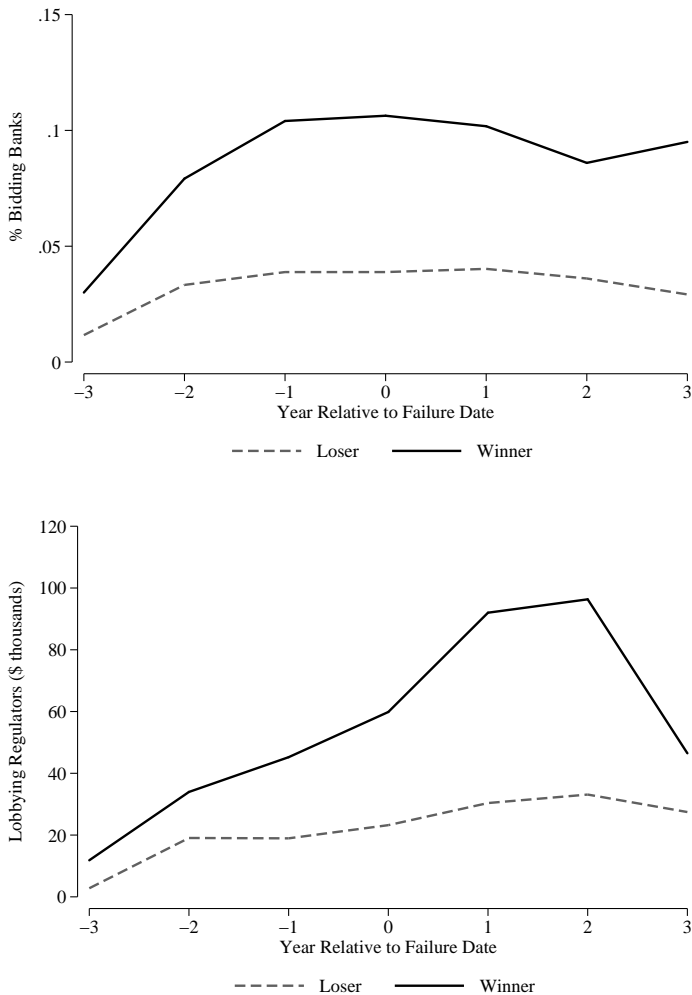 .15
.1
.05
0
% Bidding Banks
–3 –2 –1 0 1 2 3
Year Relative to Failure Date
Loser Winner
120
100
80
60
40
20
0
Lobbying Regulators ($ thousands)
–3 –2 –1 0 1 2 3
Year Relative to Failure Date
Loser Winner